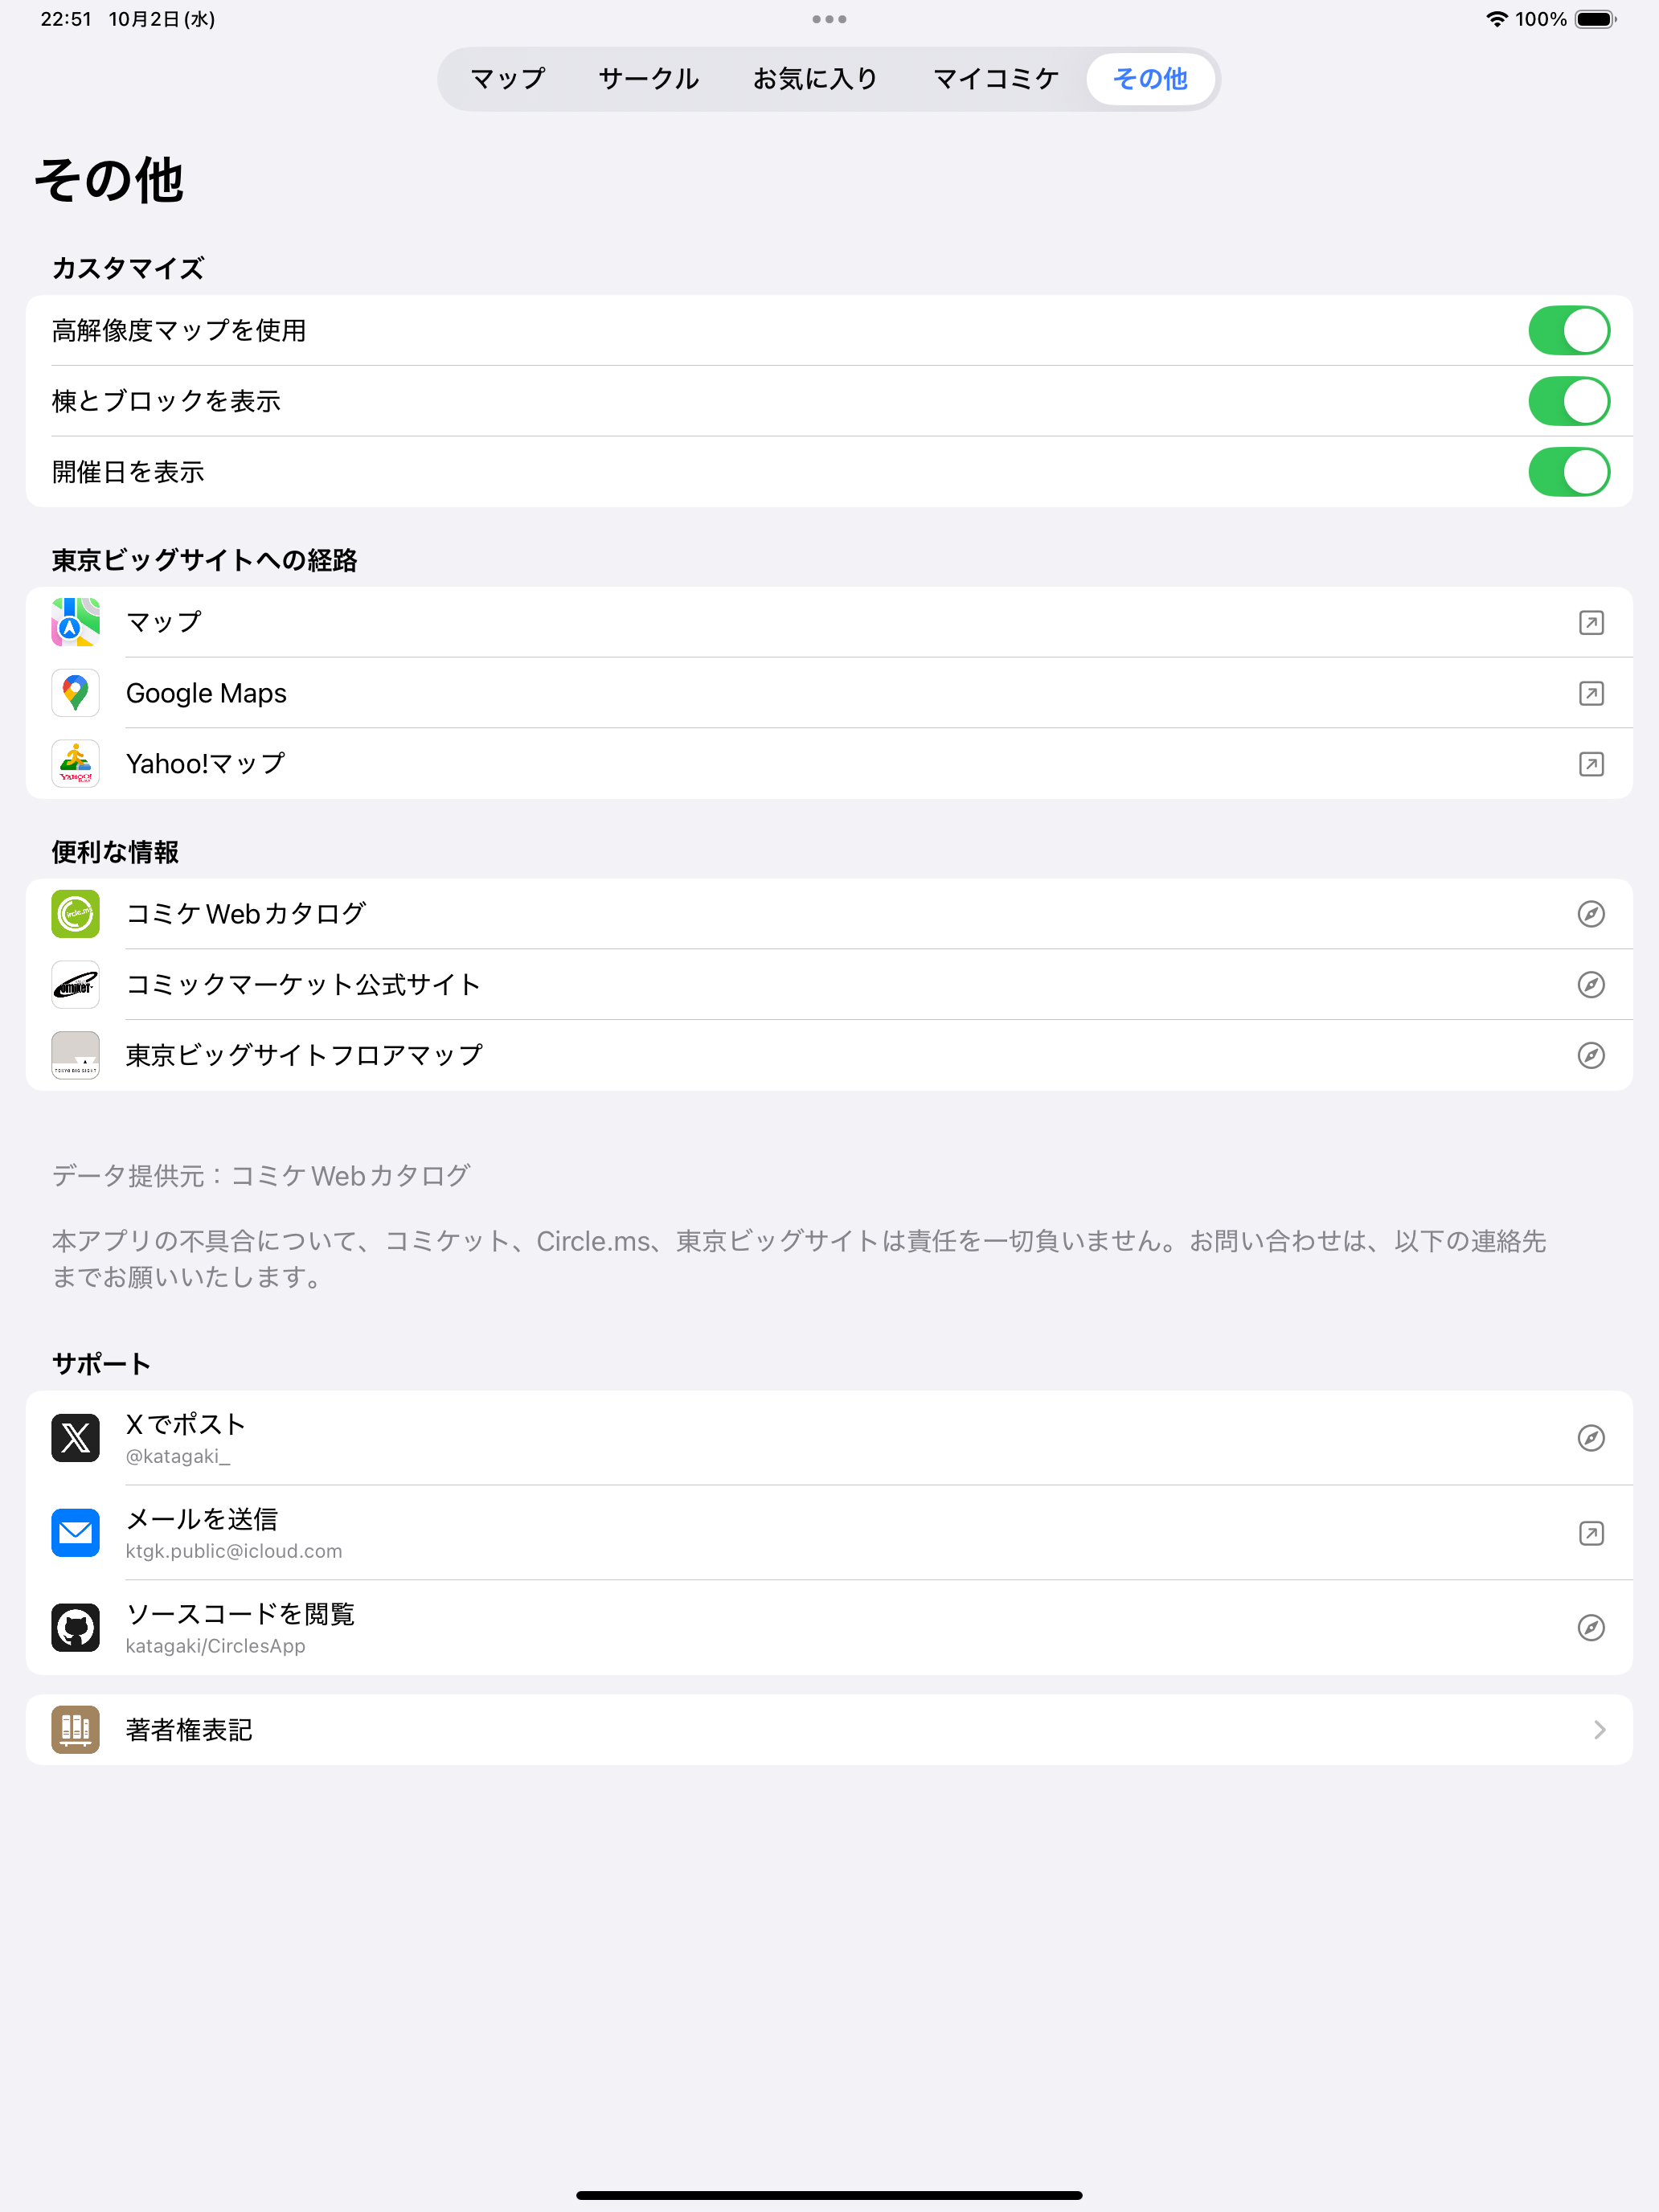 22:51 10月2日(水)
100%
マップ サークル お気に入り マイコミケ その他
その他
カスタマイズ
高解像度マップを使用
棟とブロックを表示
開催日を表示
東京ビッグサイトへの経路
マップ
Google Maps
YAHOO!
Yahoo!マップ
便利な情報
コミケWebカタログ
コミックマーケット公式サイト
TOKYO BIG SIGHT
東京ビッグサイトフロアマップ
データ提供元：コミケWebカタログ
本アプリの不具合について、コミケット、Circle.ms、東京ビッグサイトは責任を一切負いません。お問い合わせは、以下の連絡先
までお願いいたします。
サポート
Xでポスト
@katagaki_
メールを送信
ktgk.public@icloud.com
ソースコードを閲覧
katagaki/CirclesApp
著者権表記